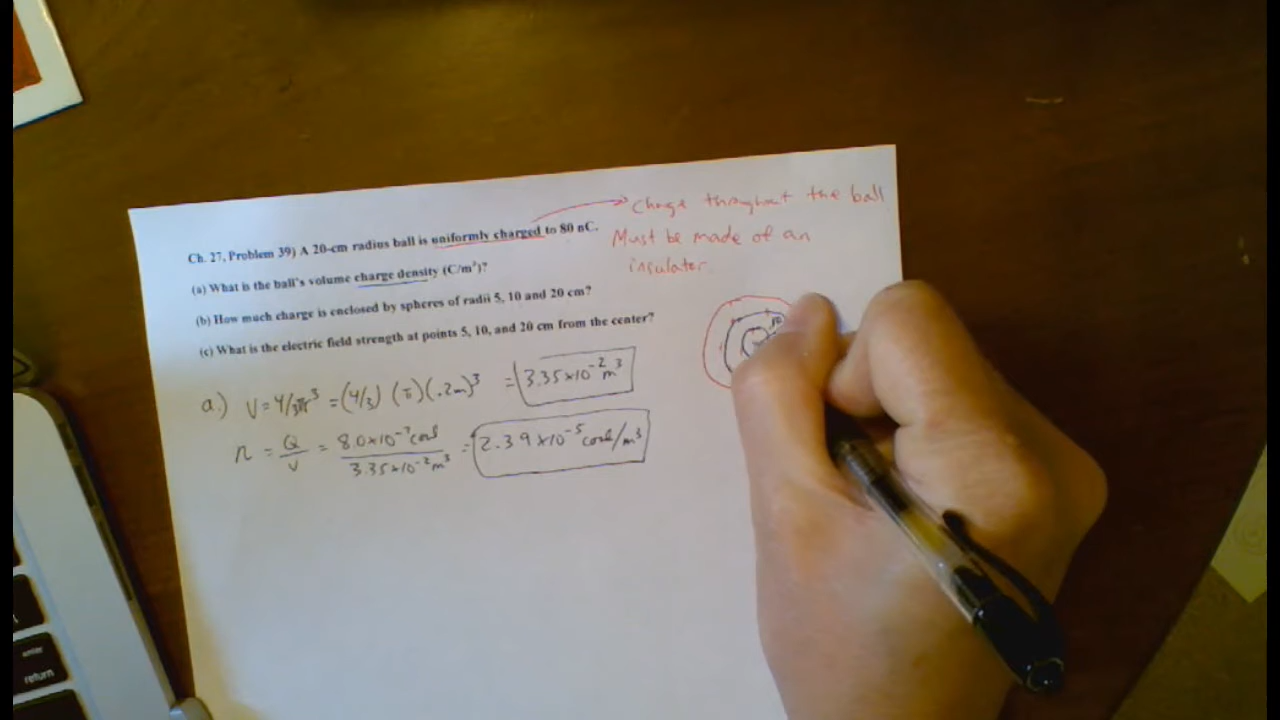 Charge throughout the ball
Ch. 27, Problem 39) A 20-cm radius ball is uniformly charged to 80 nC.
Must be made of an
insulater
(a) What is the ball's volume charge density (C/m³)?
(b) How much charge is enclosed by spheres of radii 5, 10 and 20 cm?
(c) What is the electric field strength at points 5, 10, and 20 cm from the center?
a.) V = 4/3πr³ = (4/3) (π)(.2m)³ = 3.35×10⁻² m³
n = Q/V = 8.0×10⁻⁷ coul / 3.35×10⁻² m³ = 2.39×10⁻⁵ coul/m³
enter
return